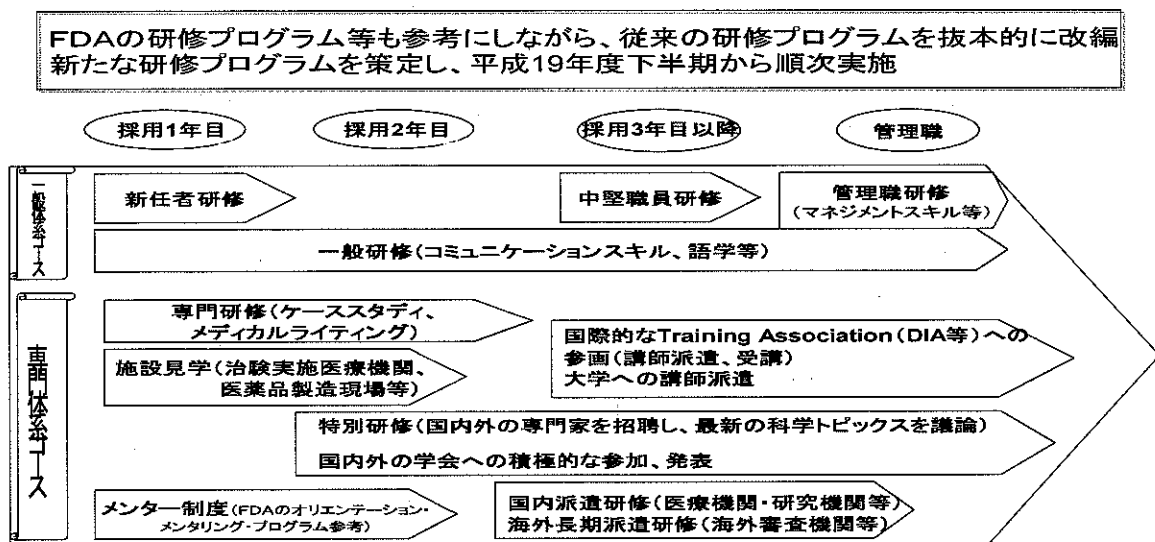 FDAの研修プログラム等も参考にしながら、従来の研修プログラムを抜本的に改編
新たな研修プログラムを策定し、平成19年度下半期から順次実施
採用1年目
採用2年目
採用3年目以降
管理職
一般体系コース
新任者研修
中堅職員研修
管理職研修
(マネジメントスキル等)
一般研修(コミュニケーションスキル、語学等)
専門体系コース
専門研修(ケーススタディ、
メディカルライティング)
国際的なTraining Association(DIA等)への
参画(講師派遣、受講)
大学への講師派遣
施設見学(治験実施医療機関、
医薬品製造現場等)
特別研修(国内外の専門家を招聘し、最新の科学トピックスを議論)
国内外の学会への積極的な参加、発表
メンター制度(FDAのオリエンテーション・
メンタリング・プログラム参考)
国内派遣研修(医療機関・研究機関等)
海外長期派遣研修(海外審査機関等)